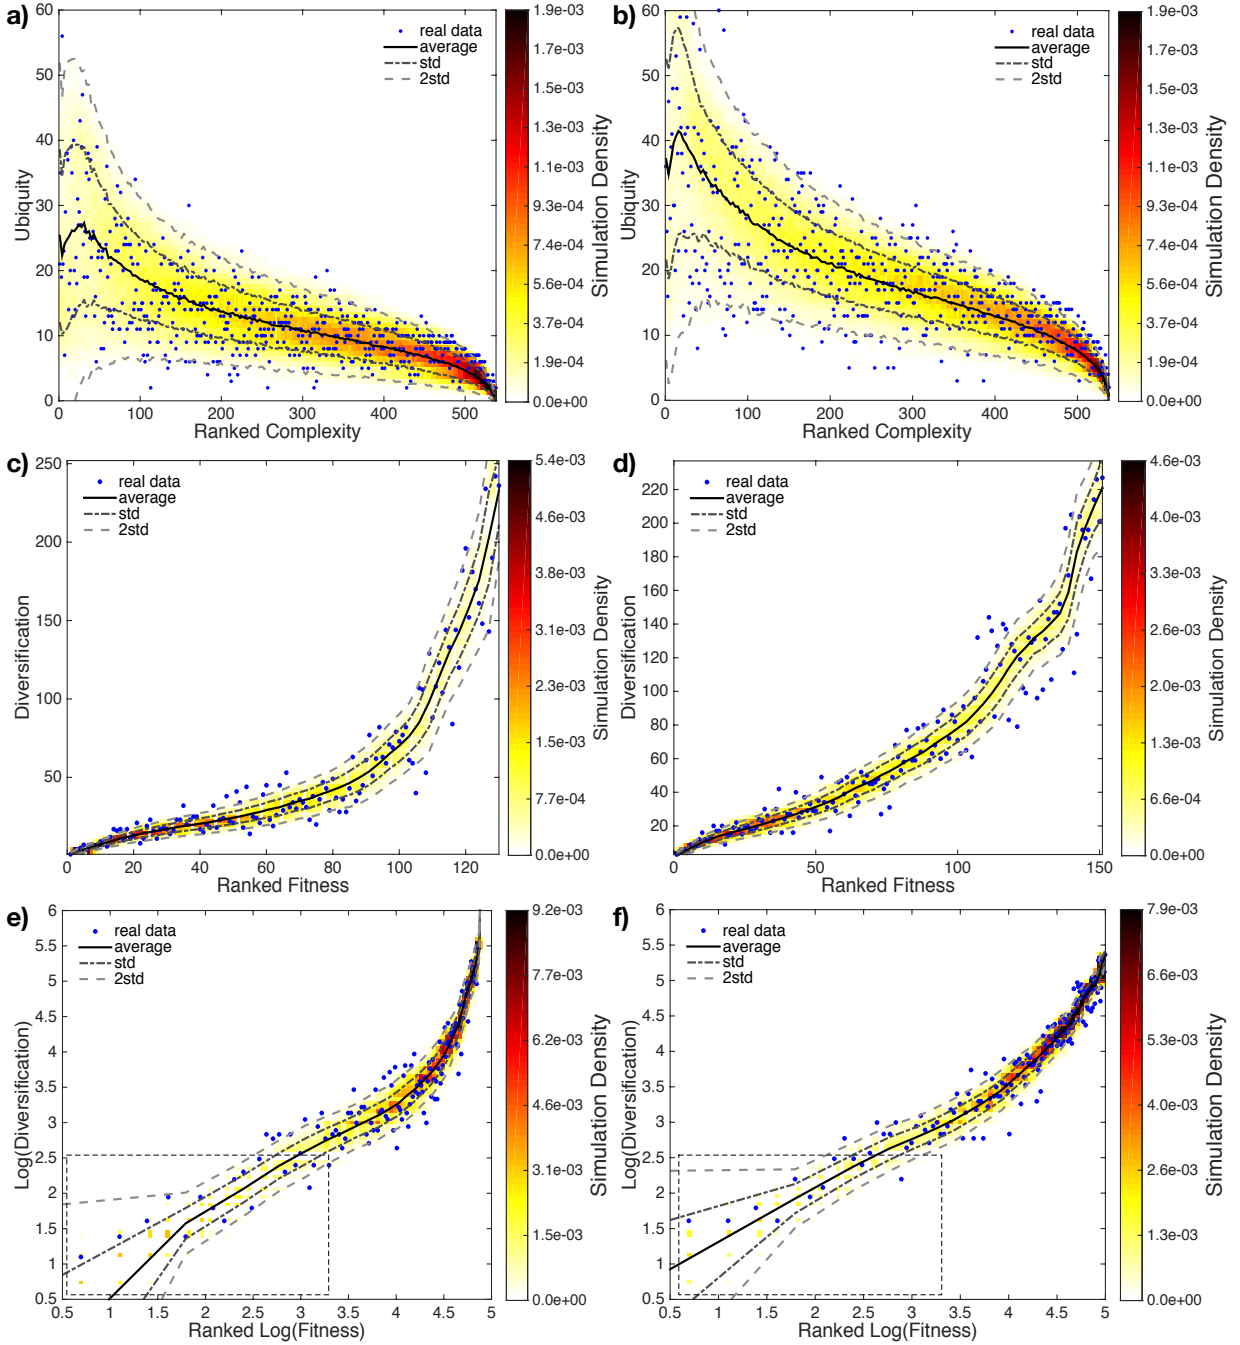 a)
60
50
40
30
20
10
0
Ubiquity
0 100 200 300 400 500
Ranked Complexity
real data
average
std
2std
1.9e-03
1.7e-03
1.5e-03
1.3e-03
1.1e-03
9.3e-04
7.4e-04
5.6e-04
3.7e-04
1.9e-04
0.0e+00
Simulation Density
b)
60
50
40
30
20
10
0
Ubiquity
0 100 200 300 400 500
Ranked Complexity
real data
average
std
2std
1.9e-03
1.7e-03
1.5e-03
1.3e-03
1.1e-03
9.3e-04
7.4e-04
5.6e-04
3.7e-04
1.9e-04
0.0e+00
Simulation Density
c)
250
200
150
100
50
Diversification
0 20 40 60 80 100 120
Ranked Fitness
real data
average
std
2std
5.4e-03
4.6e-03
3.8e-03
3.1e-03
2.3e-03
1.5e-03
7.7e-04
0.0e+00
Simulation Density
d)
220
200
180
160
140
120
100
80
60
40
20
Diversification
0 50 100 150
Ranked Fitness
real data
average
std
2std
4.6e-03
4.0e-03
3.3e-03
2.6e-03
2.0e-03
1.3e-03
6.6e-04
0.0e+00
Simulation Density
e)
6
5.5
5
4.5
4
3.5
3
2.5
2
1.5
1
0.5
Log(Diversification)
0.5 1 1.5 2 2.5 3 3.5 4 4.5 5
Ranked Log(Fitness)
real data
average
std
2std
9.2e-03
7.7e-03
6.2e-03
4.6e-03
3.1e-03
1.5e-03
0.0e+00
Simulation Density
f)
6
5.5
5
4.5
4
3.5
3
2.5
2
1.5
1
0.5
Log(Diversification)
0.5 1 1.5 2 2.5 3 3.5 4 4.5 5
Ranked Log(Fitness)
real data
average
std
2std
7.9e-03
6.6e-03
5.3e-03
4.0e-03
2.6e-03
1.3e-03
0.0e+00
Simulation Density